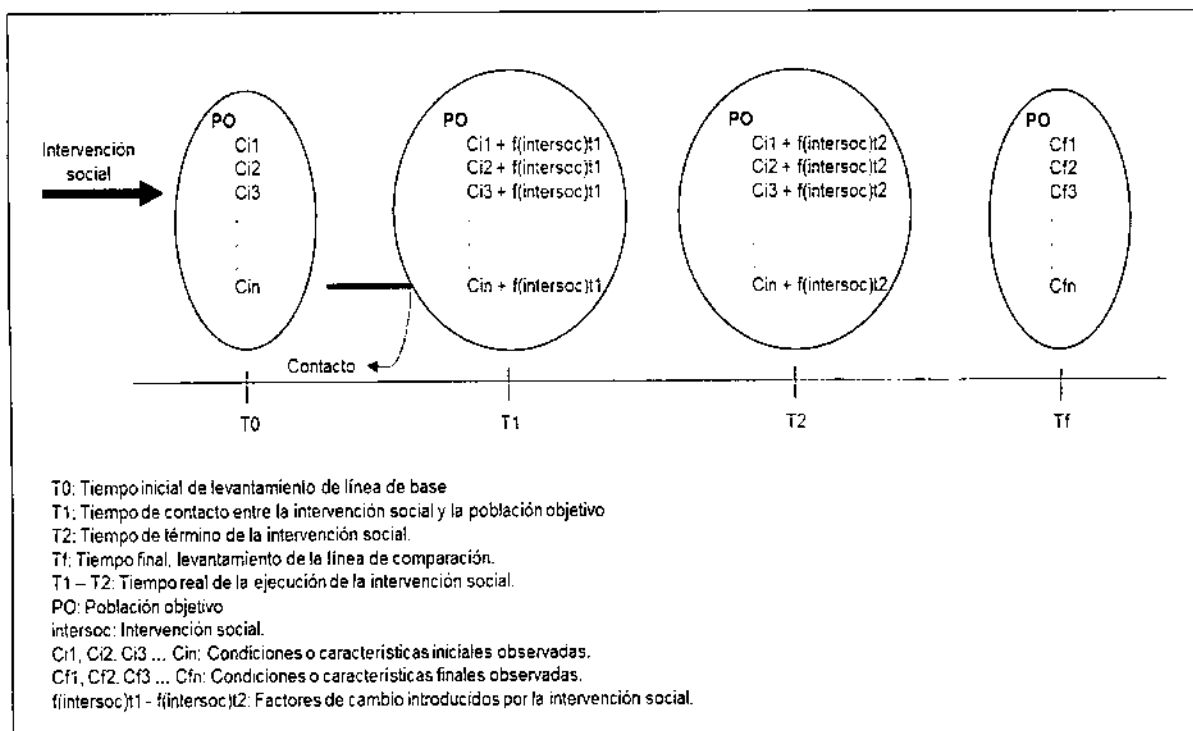 Intervención
social
PO
Ci1
Ci2
Ci3
.
.
.
Cin
PO
Ci1 + f(intersoc)t1
Ci2 + f(intersoc)t1
Ci3 + f(intersoc)t1
.
.
.
Cin + f(intersoc)t1
PO
Ci1 + f(intersoc)t2
Ci2 + f(intersoc)t2
Ci3 + f(intersoc)t2
.
.
.
Cin + f(intersoc)t2
PO
Cf1
Cf2
Cf3
.
.
.
Cfn
Contacto
T0
T1
T2
Tf
T0: Tiempo inicial de levantamiento de línea de base
T1: Tiempo de contacto entre la intervención social y la población objetivo
T2: Tiempo de término de la intervención social.
Tf: Tiempo final, levantamiento de la línea de comparación.
T1 – T2: Tiempo real de la ejecución de la intervención social.
PO: Población objetivo
intersoc: Intervención social.
Ci1, Ci2. Ci3 ... Cin: Condiciones o características iniciales observadas.
Cf1, Cf2. Cf3 ... Cfn: Condiciones o características finales observadas.
f(intersoc)t1 - f(intersoc)t2: Factores de cambio introducidos por la intervención social.